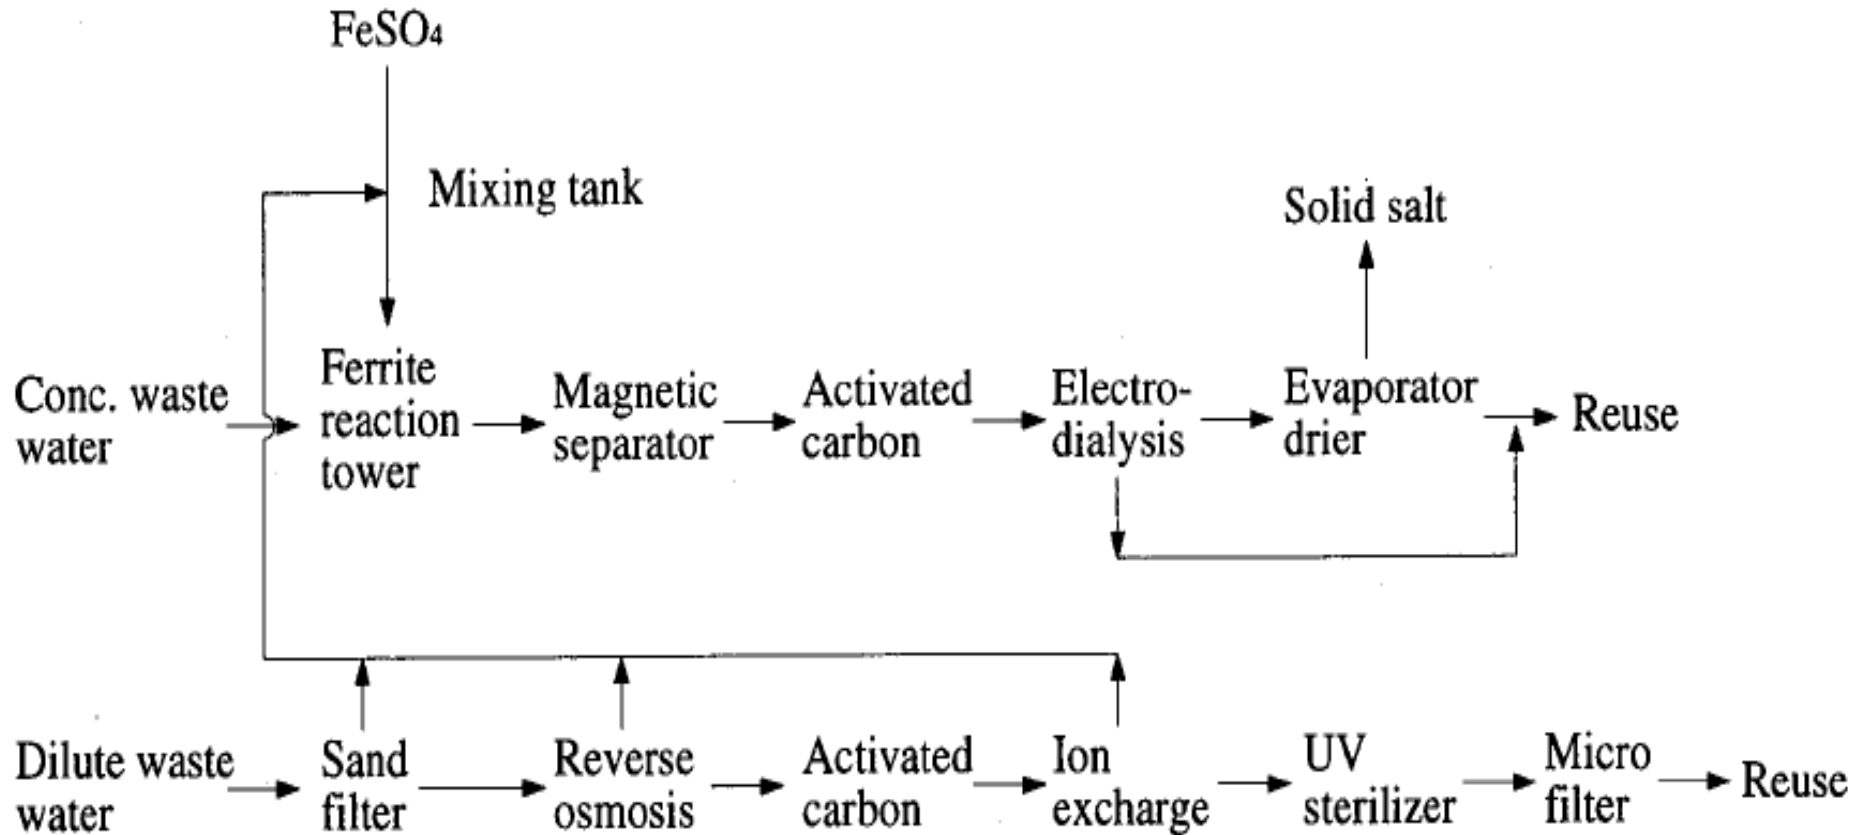 FeSO4
Mixing tank
Solid salt
Conc. waste
water
Ferrite
reaction
tower
Magnetic
separator
Activated
carbon
Electro-
dialysis
Evaporator
drier
Reuse
Dilute waste
water
Sand
filter
Reverse
osmosis
Activated
carbon
Ion
excharge
UV
sterilizer
Micro
filter
Reuse